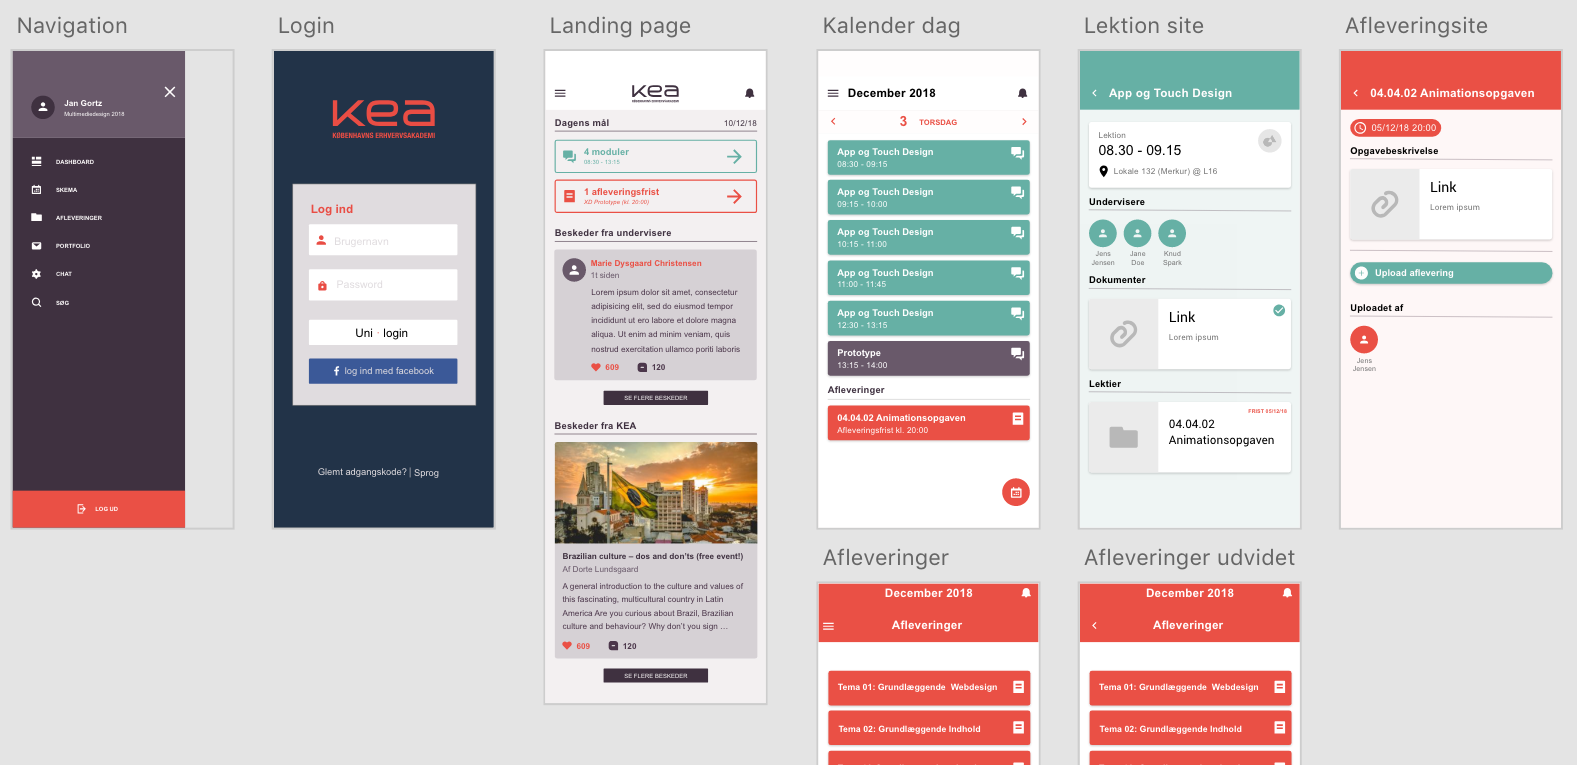 Navigation
Jan Gortz
Multimediedesign 2018
DASHBOARD
SKEMA
AFLEVERINGER
PORTFOLIO
CHAT
SØG
LOG UD
Login
kea
KØBENHAVNS ERHVERVSAKADEMI
Log ind
Brugernavn
Password
Uni · login
f log ind med facebook
Glemt adgangskode? | Sprog
Landing page
kea
KØBENHAVNS ERHVERVSAKADEMI
Dagens mål 10/12/18
4 moduler
08:30 - 13:15
1 afleveringsfrist
XD Prototype (kl. 20:00)
Beskeder fra undervisere
Marie Dysgaard Christensen
1t siden
Lorem ipsum dolor sit amet, consectetur
adipisicing elit, sed do eiusmod tempor
incididunt ut ero labore et dolore magna
aliqua. Ut enim ad minim veniam, quis
nostrud exercitation ullamco poriti laboris
609 120
SE FLERE BESKEDER
Beskeder fra KEA
Brazilian culture – dos and don'ts (free event!)
Af Dorte Lundsgaard
A general introduction to the culture and values of
this fascinating, multicultural country in Latin
America Are you curious about Brazil, Brazilian
culture and behaviour? Why don't you sign ...
609 120
SE FLERE BESKEDER
Kalender dag
December 2018
3 TORSDAG
App og Touch Design
08:30 - 09:15
App og Touch Design
09:15 - 10:00
App og Touch Design
10:15 - 11:00
App og Touch Design
11:00 - 11:45
App og Touch Design
12:30 - 13:15
Prototype
13:15 - 14:00
Afleveringer
04.04.02 Animationsopgaven
Afleveringsfrist kl. 20:00
Lektion site
App og Touch Design
Lektion
08.30 - 09.15
Lokale 132 (Merkur) @ L16
Undervisere
Jens
Jensen
Jane
Doe
Knud
Spark
Dokumenter
Link
Lorem ipsum
Lektier
FRIST 05/12/18
04.04.02
Animationsopgaven
Afleveringsite
04.04.02 Animationsopgaven
05/12/18 20:00
Opgavebeskrivelse
Link
Lorem ipsum
Upload aflevering
Uploadet af
Jens
Jensen
Afleveringer
December 2018
Afleveringer
Tema 01: Grundlæggende Webdesign
Tema 02: Grundlæggende Indhold
Afleveringer udvidet
December 2018
Afleveringer
Tema 01: Grundlæggende Webdesign
Tema 02: Grundlæggende Indhold